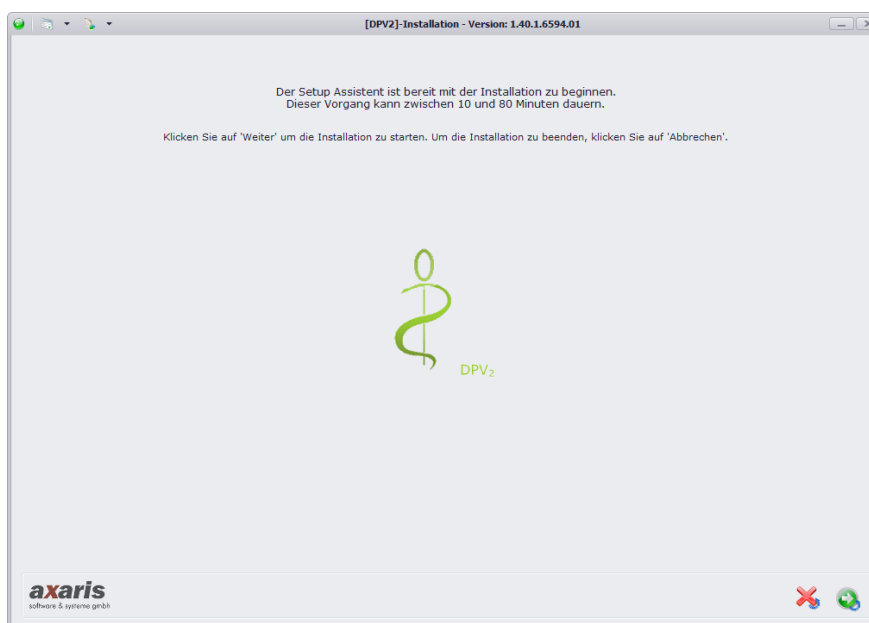 [DPV2]-Installation - Version: 1.40.1.6594.01
Der Setup Assistent ist bereit mit der Installation zu beginnen.
Dieser Vorgang kann zwischen 10 und 80 Minuten dauern.
Klicken Sie auf 'Weiter' um die Installation zu starten. Um die Installation zu beenden, klicken Sie auf 'Abbrechen'.
DPV₂
axaris
software & systeme gmbh